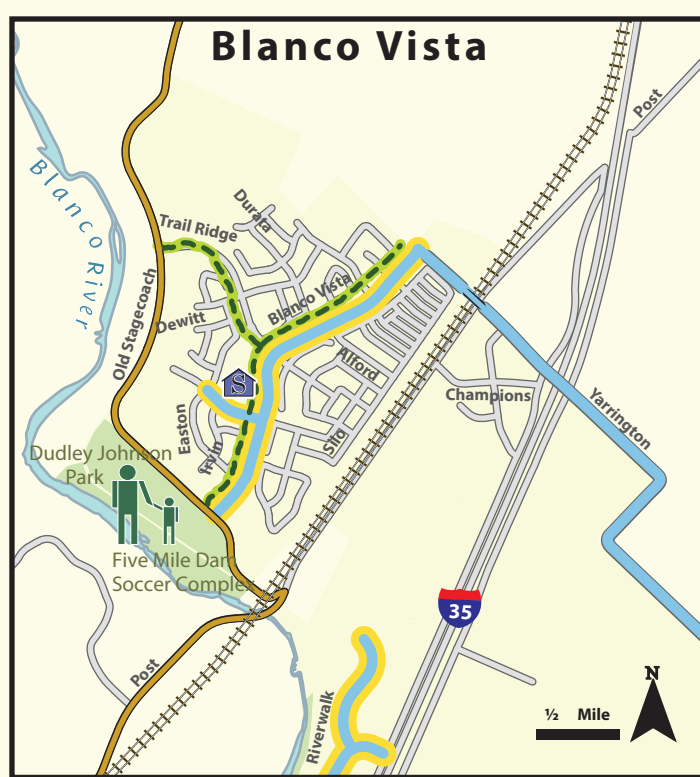 Blanco Vista
Post
Durata
Trail Ridge
Blanco River
Old Stagecoach
Blanco Vista
Dewitt
Alford
S
Champions
Yarrington
Easton
Irvin
Silo
Dudley Johnson
Park
Five Mile Dam
Soccer Complex
35
Post
Riverwalk
N
½ Mile